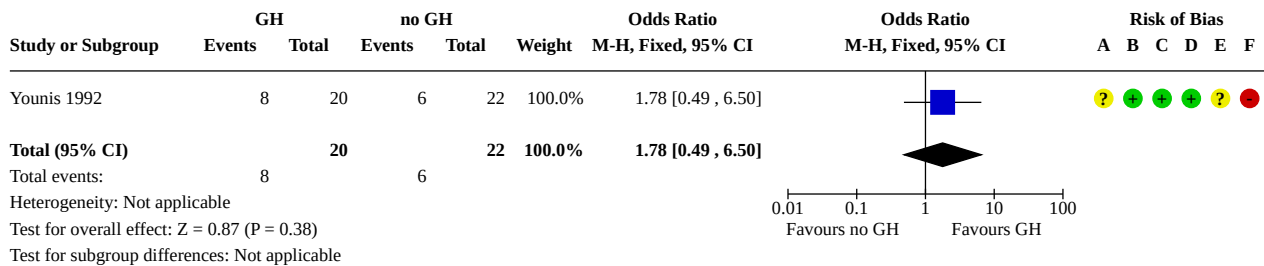 GH no GH Odds Ratio Odds Ratio Risk of Bias
Study or Subgroup Events Total Events Total Weight M-H, Fixed, 95% CI M-H, Fixed, 95% CI A B C D E F
Younis 1992 8 20 6 22 100.0% 1.78 [0.49 , 6.50] ? + + + ? -
Total (95% CI) 20 22 100.0% 1.78 [0.49 , 6.50]
Total events: 8 6
Heterogeneity: Not applicable
0.01 0.1 1 10 100
Test for overall effect: Z = 0.87 (P = 0.38) Favours no GH Favours GH
Test for subgroup differences: Not applicable